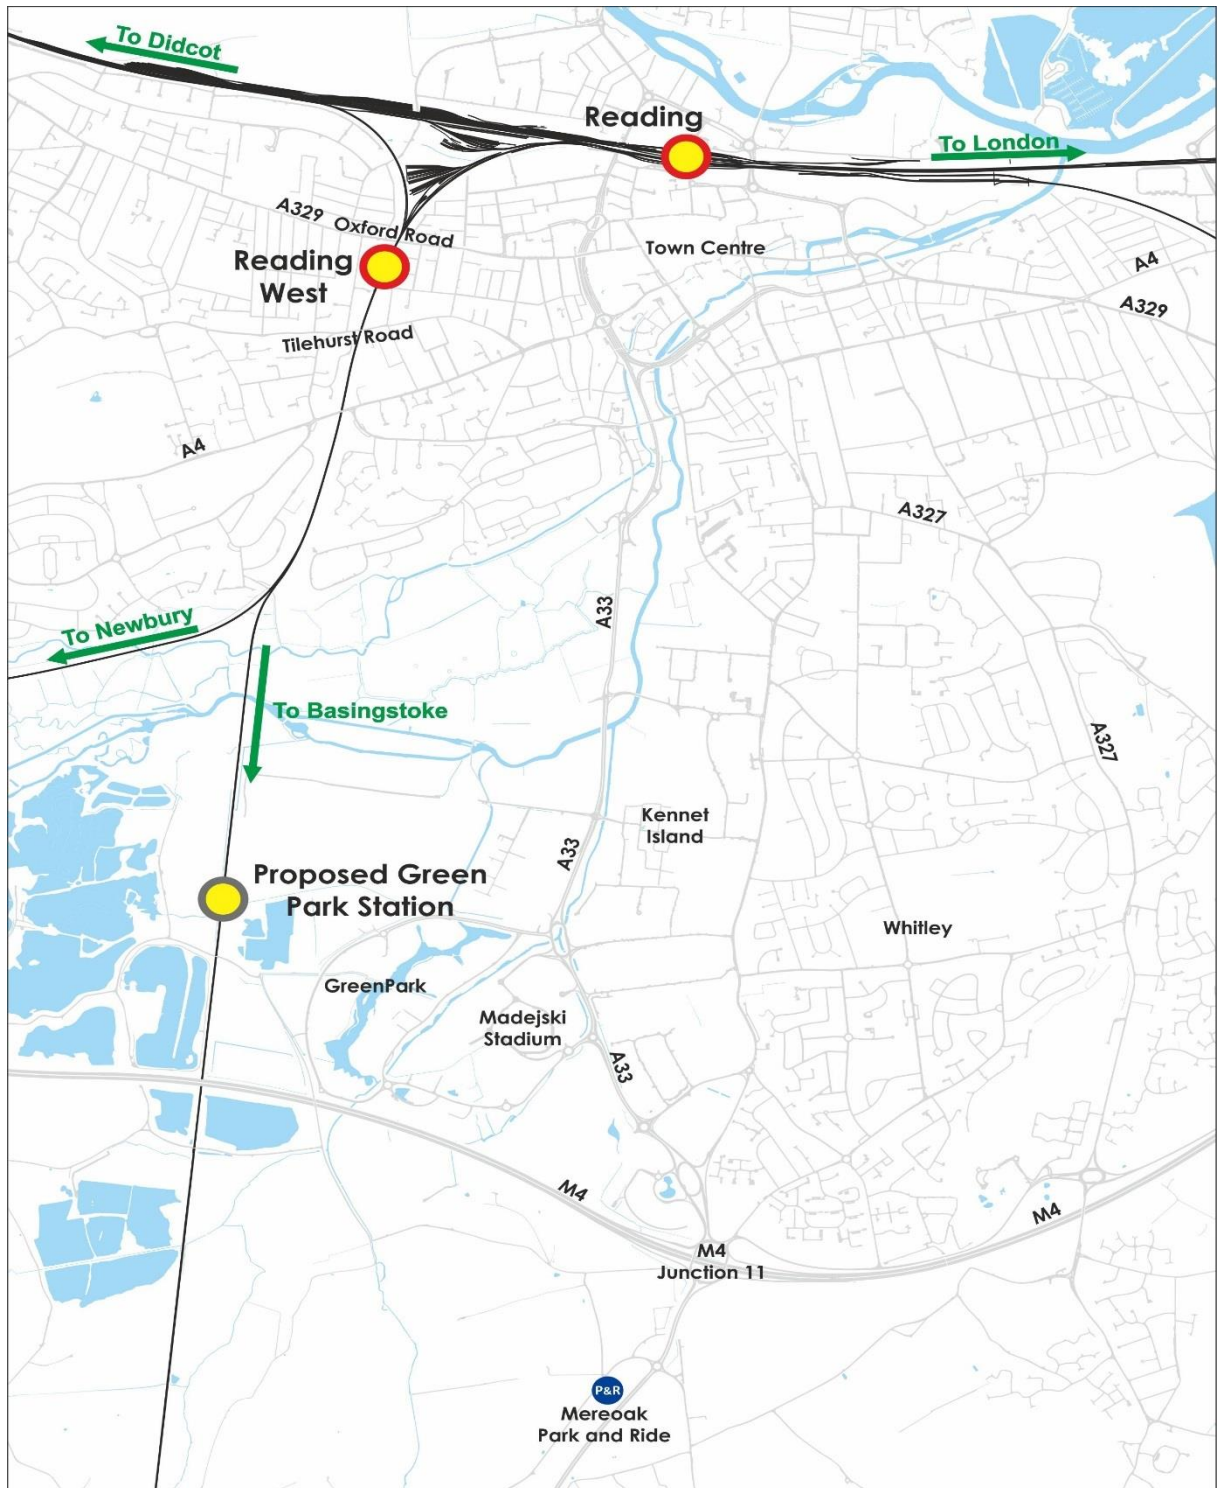 To Didcot
Reading
To London
A329 Oxford Road
Town Centre
Reading
West
A4
A329
Tilehurst Road
A4
A327
A33
To Newbury
To Basingstoke
A327
Kennet
Island
A33
Proposed Green
Park Station
Whitley
GreenPark
Madejski
Stadium
A33
M4
M4
M4
Junction 11
P&R
Mereoak
Park and Ride